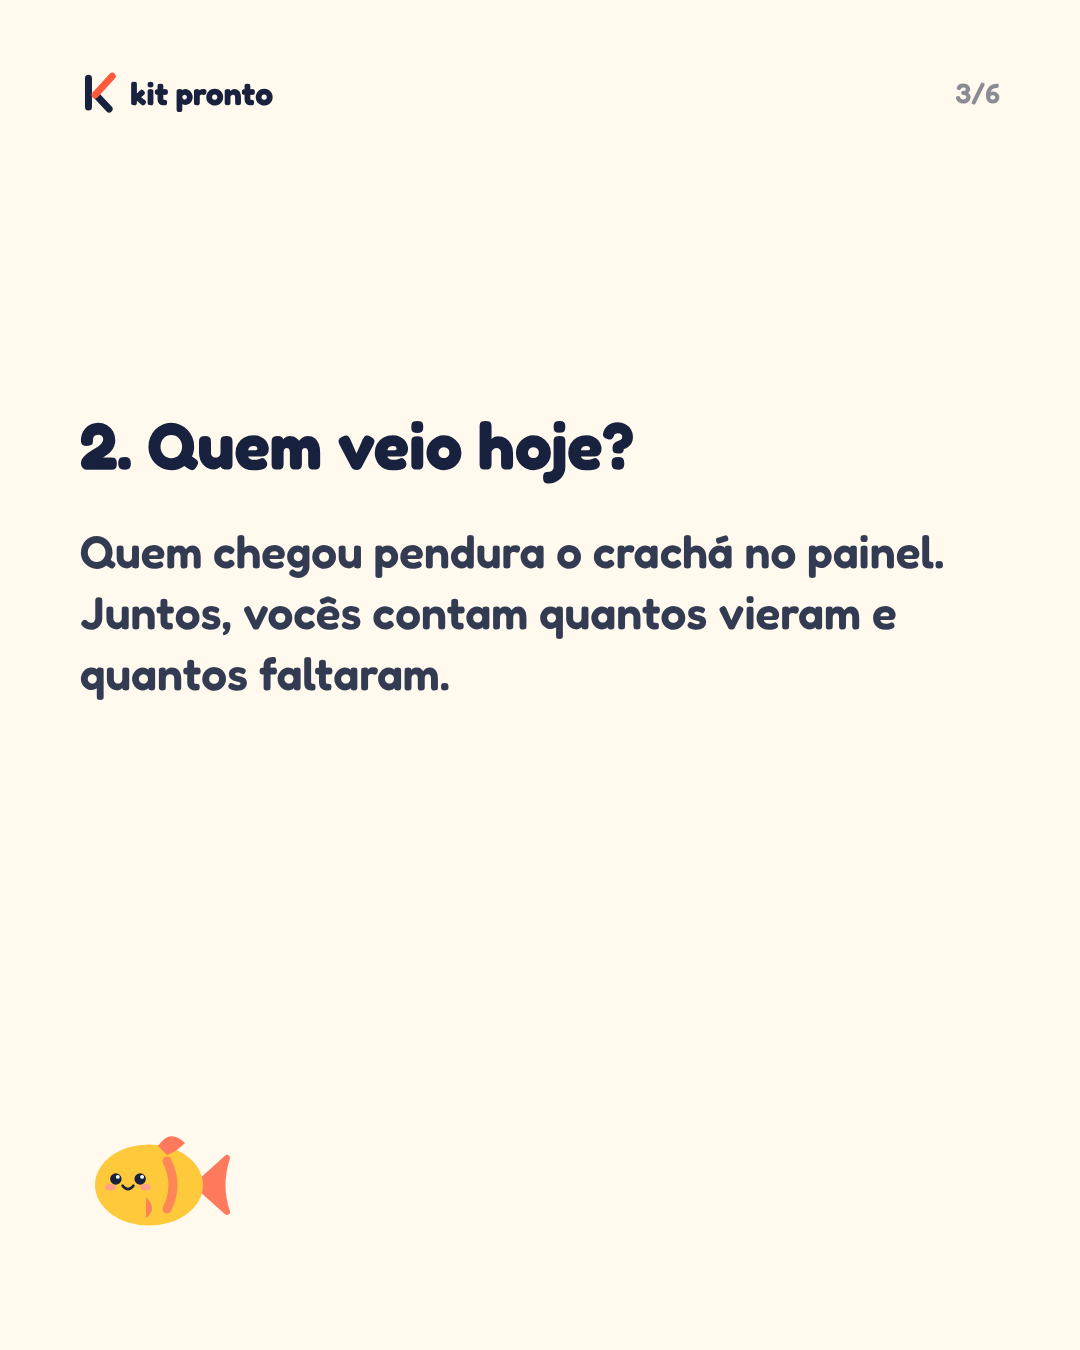 kit pronto
3/6
2. Quem veio hoje?
Quem chegou pendura o crachá no painel.
Juntos, vocês contam quantos vieram e
quantos faltaram.